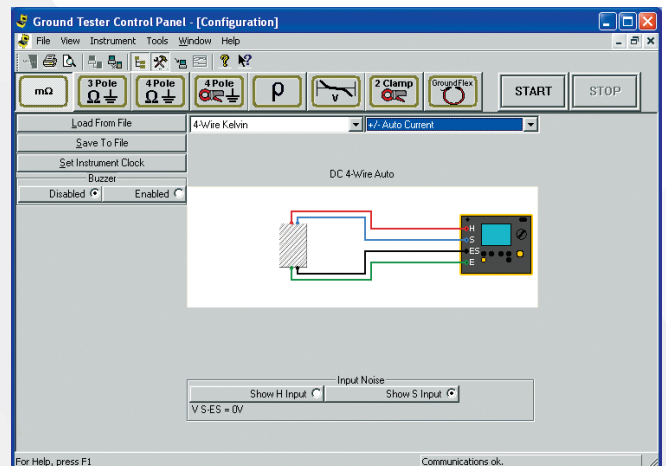 Ground Tester Control Panel - [Configuration]
File View Instrument Tools Window Help
mΩ
3 Pole
Ω
4 Pole
Ω
4 Pole
ρ
V
2 Clamp
GroundFlex
START
STOP
Load From File
4-Wire Kelvin
+/- Auto Current
Save To File
Set Instrument Clock
Buzzer
Disabled Enabled
DC 4-Wire Auto
H
S
ES
E
Input Noise
Show H Input Show S Input
V S-ES = 0V
For Help, press F1 Communications ok.